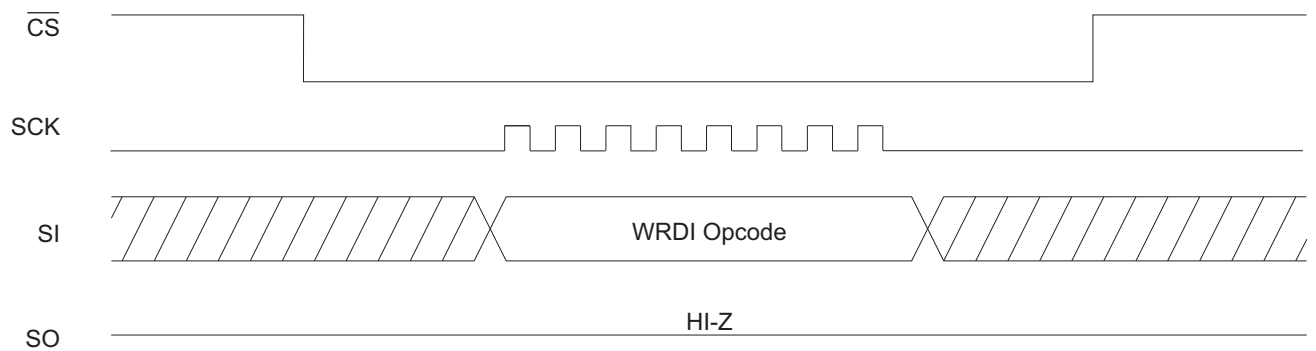 CS
SCK
SI
WRDI Opcode
HI-Z
SO